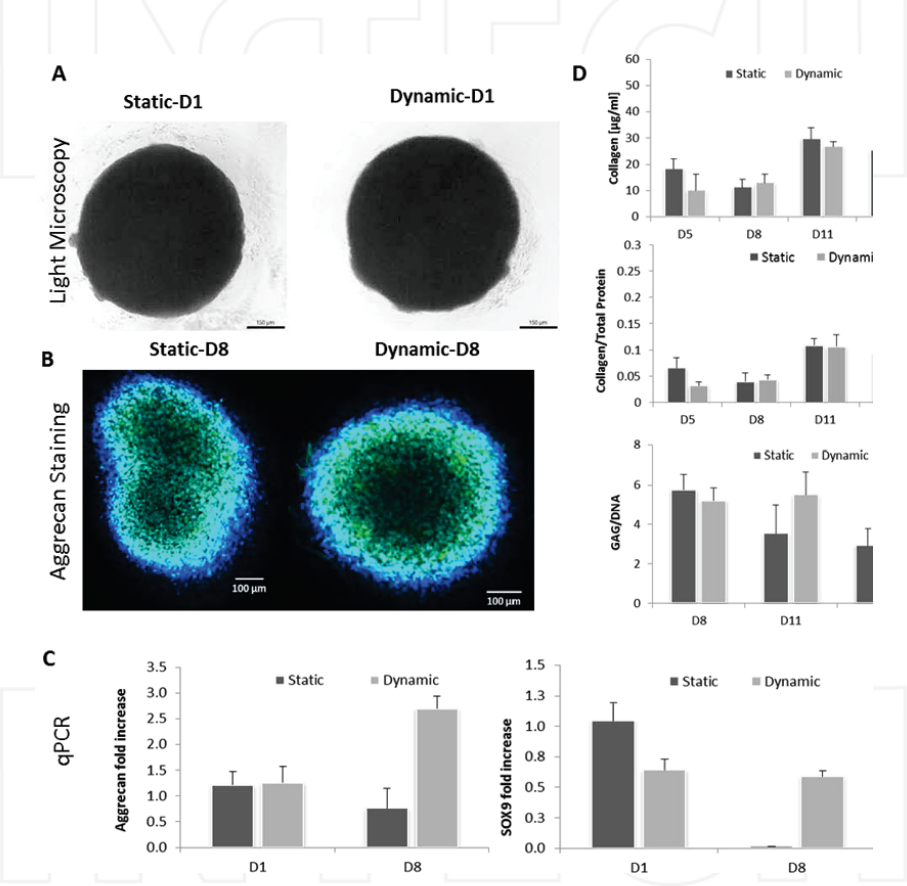 A
Static-D1
Dynamic-D1
Light Microscopy
150 µm
150 µm
B
Static-D8
Dynamic-D8
Aggrecan Staining
100 µm
100 µm
C
qPCR
Aggrecan fold increase
3.5
3.0
2.5
2.0
1.5
1.0
0.5
0.0
Static
Dynamic
D1
D8
SOX9 fold increase
1.5
1.3
1.0
0.8
0.5
0.3
0.0
Static
Dynamic
D1
D8
D
Collagen [µg/ml]
60
50
40
30
20
10
0
Static
Dynamic
D5
D8
D11
Collagen/Total Protein
0.3
0.25
0.2
0.15
0.1
0.05
0
Static
Dynami
D5
D8
D11
GAG/DNA
8
6
4
2
0
Static
Dynamic
D8
D11